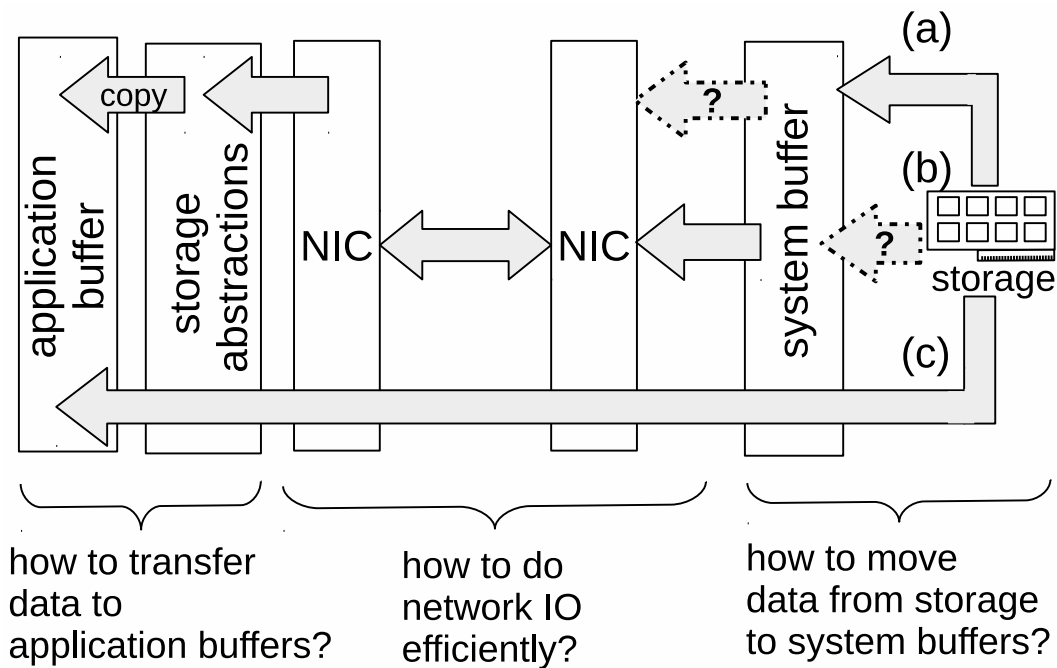 (a)
copy
?
application
buffer
storage
abstractions
NIC
NIC
system buffer
(b)
?
storage
(c)
how to transfer
data to
application buffers?
how to do
network IO
efficiently?
how to move
data from storage
to system buffers?